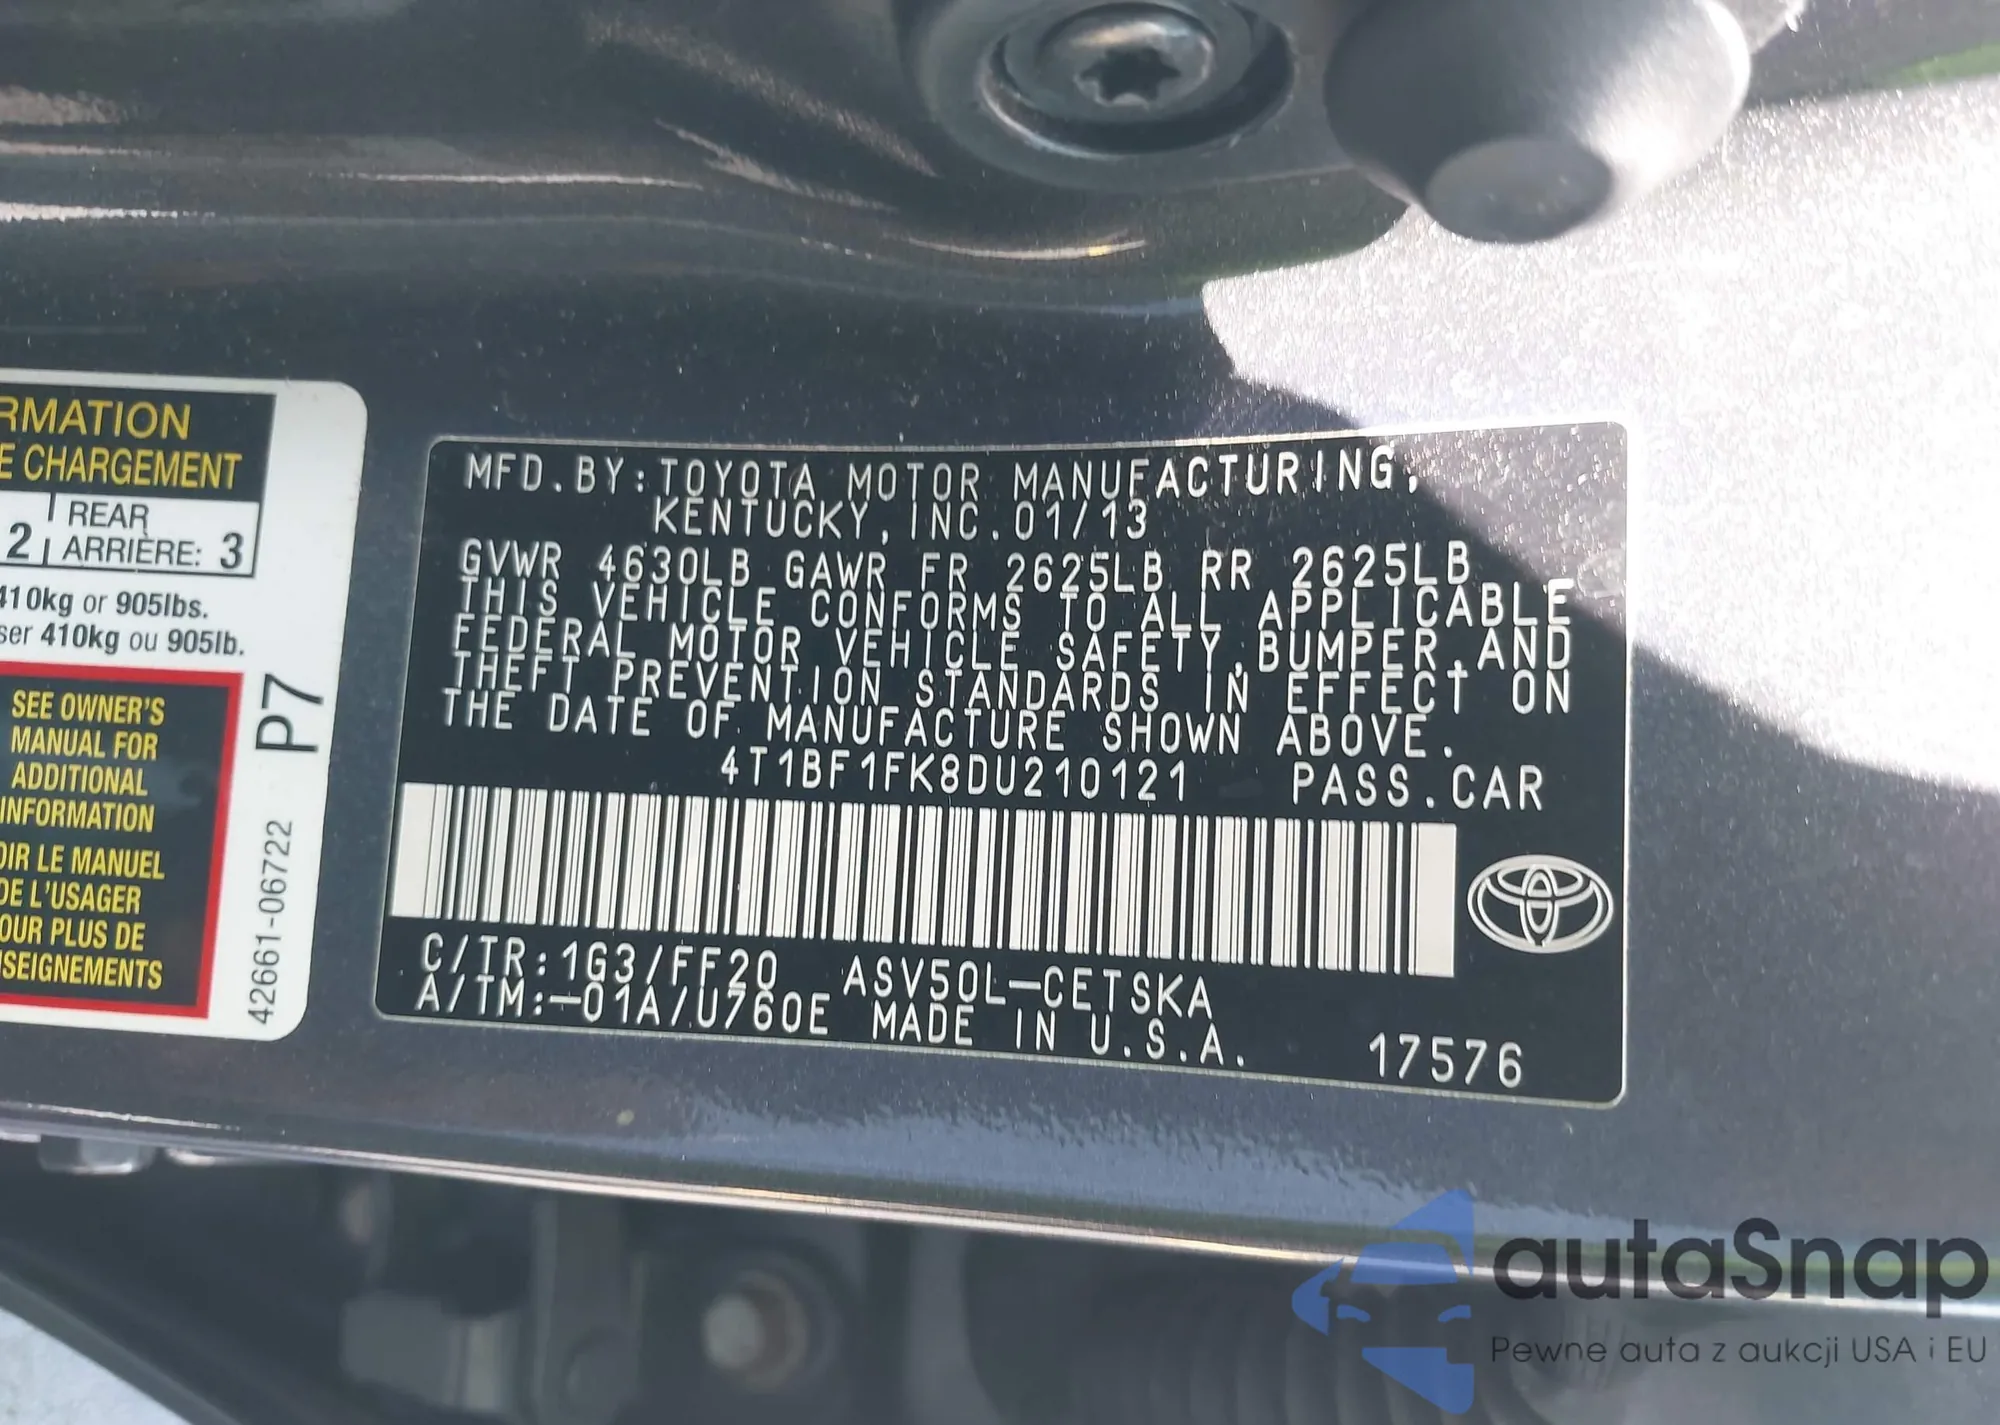 RMATION
E CHARGEMENT
2 REAR
ARRIÈRE: 3
410kg or 905lbs.
ser 410kg ou 905lb.
SEE OWNER'S
MANUAL FOR
ADDITIONAL
INFORMATION
OIR LE MANUEL
DE L'USAGER
OUR PLUS DE
SEIGNEMENTS
P7
42661-06722
MFD.BY:TOYOTA MOTOR MANUFACTURING,
KENTUCKY, INC.01/13
GVWR 4630LB GAWR FR 2625LB RR 2625LB
THIS VEHICLE CONFORMS TO ALL APPLICABLE
FEDERAL MOTOR VEHICLE SAFETY,BUMPER,AND
THEFT PREVENTION STANDARDS IN EFFECT ON
THE DATE OF MANUFACTURE SHOWN ABOVE.
4T1BF1FK8DU210121 PASS.CAR
C/TR:1G3/FF20 ASV50L-CETSKA
A/TM:-01A/U760E MADE IN U.S.A. 17576
autaSnap
Pewne auta z aukcji USA i EU